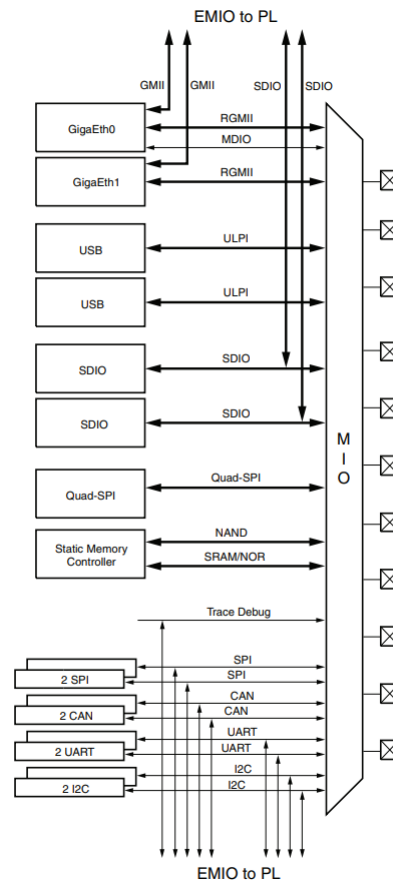 EMIO to PL
GMII
GMII
SDIO
SDIO
GigaEth0
RGMII
MDIO
GigaEth1
RGMII
USB
ULPI
USB
ULPI
SDIO
SDIO
SDIO
SDIO
MIO
Quad-SPI
Quad-SPI
Static Memory
Controller
NAND
SRAM/NOR
Trace Debug
SPI
SPI
2 SPI
CAN
CAN
2 CAN
UART
UART
2 UART
I2C
I2C
2 I2C
EMIO to PL